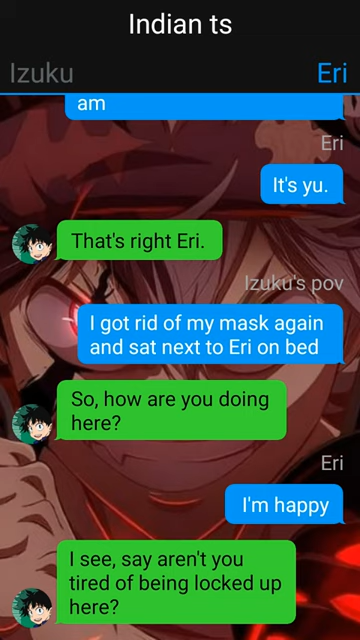 Indian ts
Izuku
Eri
am
Eri
It's yu.
That's right Eri.
Izuku's pov
I got rid of my mask again
and sat next to Eri on bed
So, how are you doing
here?
Eri
I'm happy
I see, say aren't you
tired of being locked up
here?